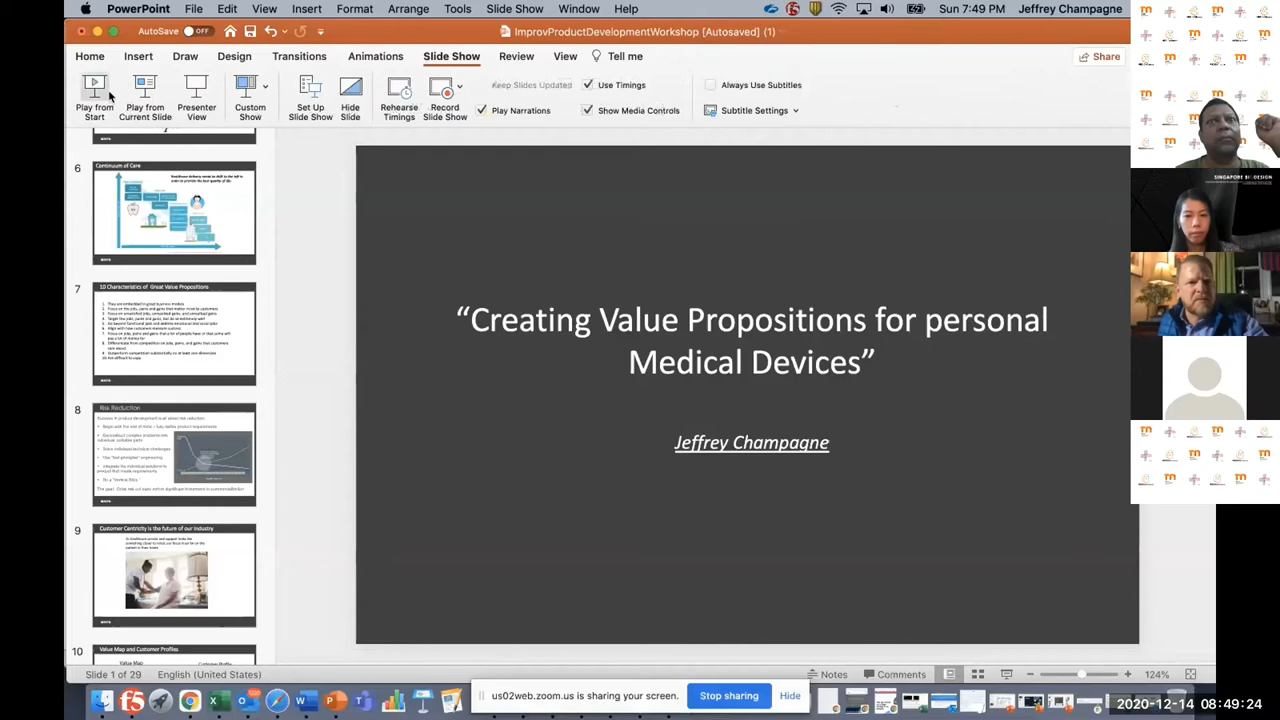 PowerPoint File Edit View Insert Format Arrange Tools Slide Show Window Help Sun 7:49 PM Jeffrey Champagne
AutoSave OFF ImprovProductDevelopmentWorkshop [Autosaved] (1)
Home Insert Draw Design Transitions Animations Slide Show Review View Tell me Share
Play from Start
Play from Current Slide
Presenter View
Custom Show
Set Up Slide Show
Hide Slide
Rehearse Timings
Record Slide Show
Keep Slides Updated Use Timings Always Use Subtitles
Play Narrations Show Media Controls Subtitle Settings
6
Continuum of Care
7
10 Characteristics of Great Value Propositions
8
Risk Reduction
9
Customer Centricity is the future of our industry
10
Value Map and Customer Profiles
Value Map Customer Profile
“Creating Value Propositions for personal
Medical Devices”
Jeffrey Champagne
SINGAPORE BIODESIGN
Slide 1 of 29 English (United States) Notes Comments 124%
us02web.zoom.us is sharing your screen. Stop sharing Hide
2020-12-14 08:49:24